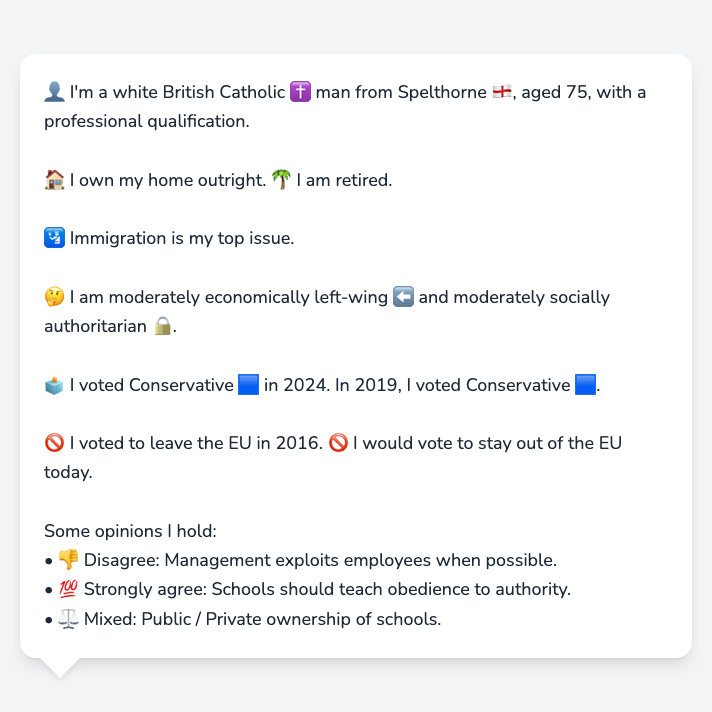 👤 I'm a white British Catholic ✝️ man from Spelthorne 🏴󠁧󠁢󠁥󠁮󠁧󠁿, aged 75, with a
professional qualification.
🏠 I own my home outright. 🌴 I am retired.
🛂 Immigration is my top issue.
🤔 I am moderately economically left-wing ⬅️ and moderately socially
authoritarian 🔒.
🗳️ I voted Conservative 🟦 in 2024. In 2019, I voted Conservative 🟦.
🚫 I voted to leave the EU in 2016. 🚫 I would vote to stay out of the EU
today.
Some opinions I hold:
• 👎 Disagree: Management exploits employees when possible.
• 💯 Strongly agree: Schools should teach obedience to authority.
• ⚖️ Mixed: Public / Private ownership of schools.